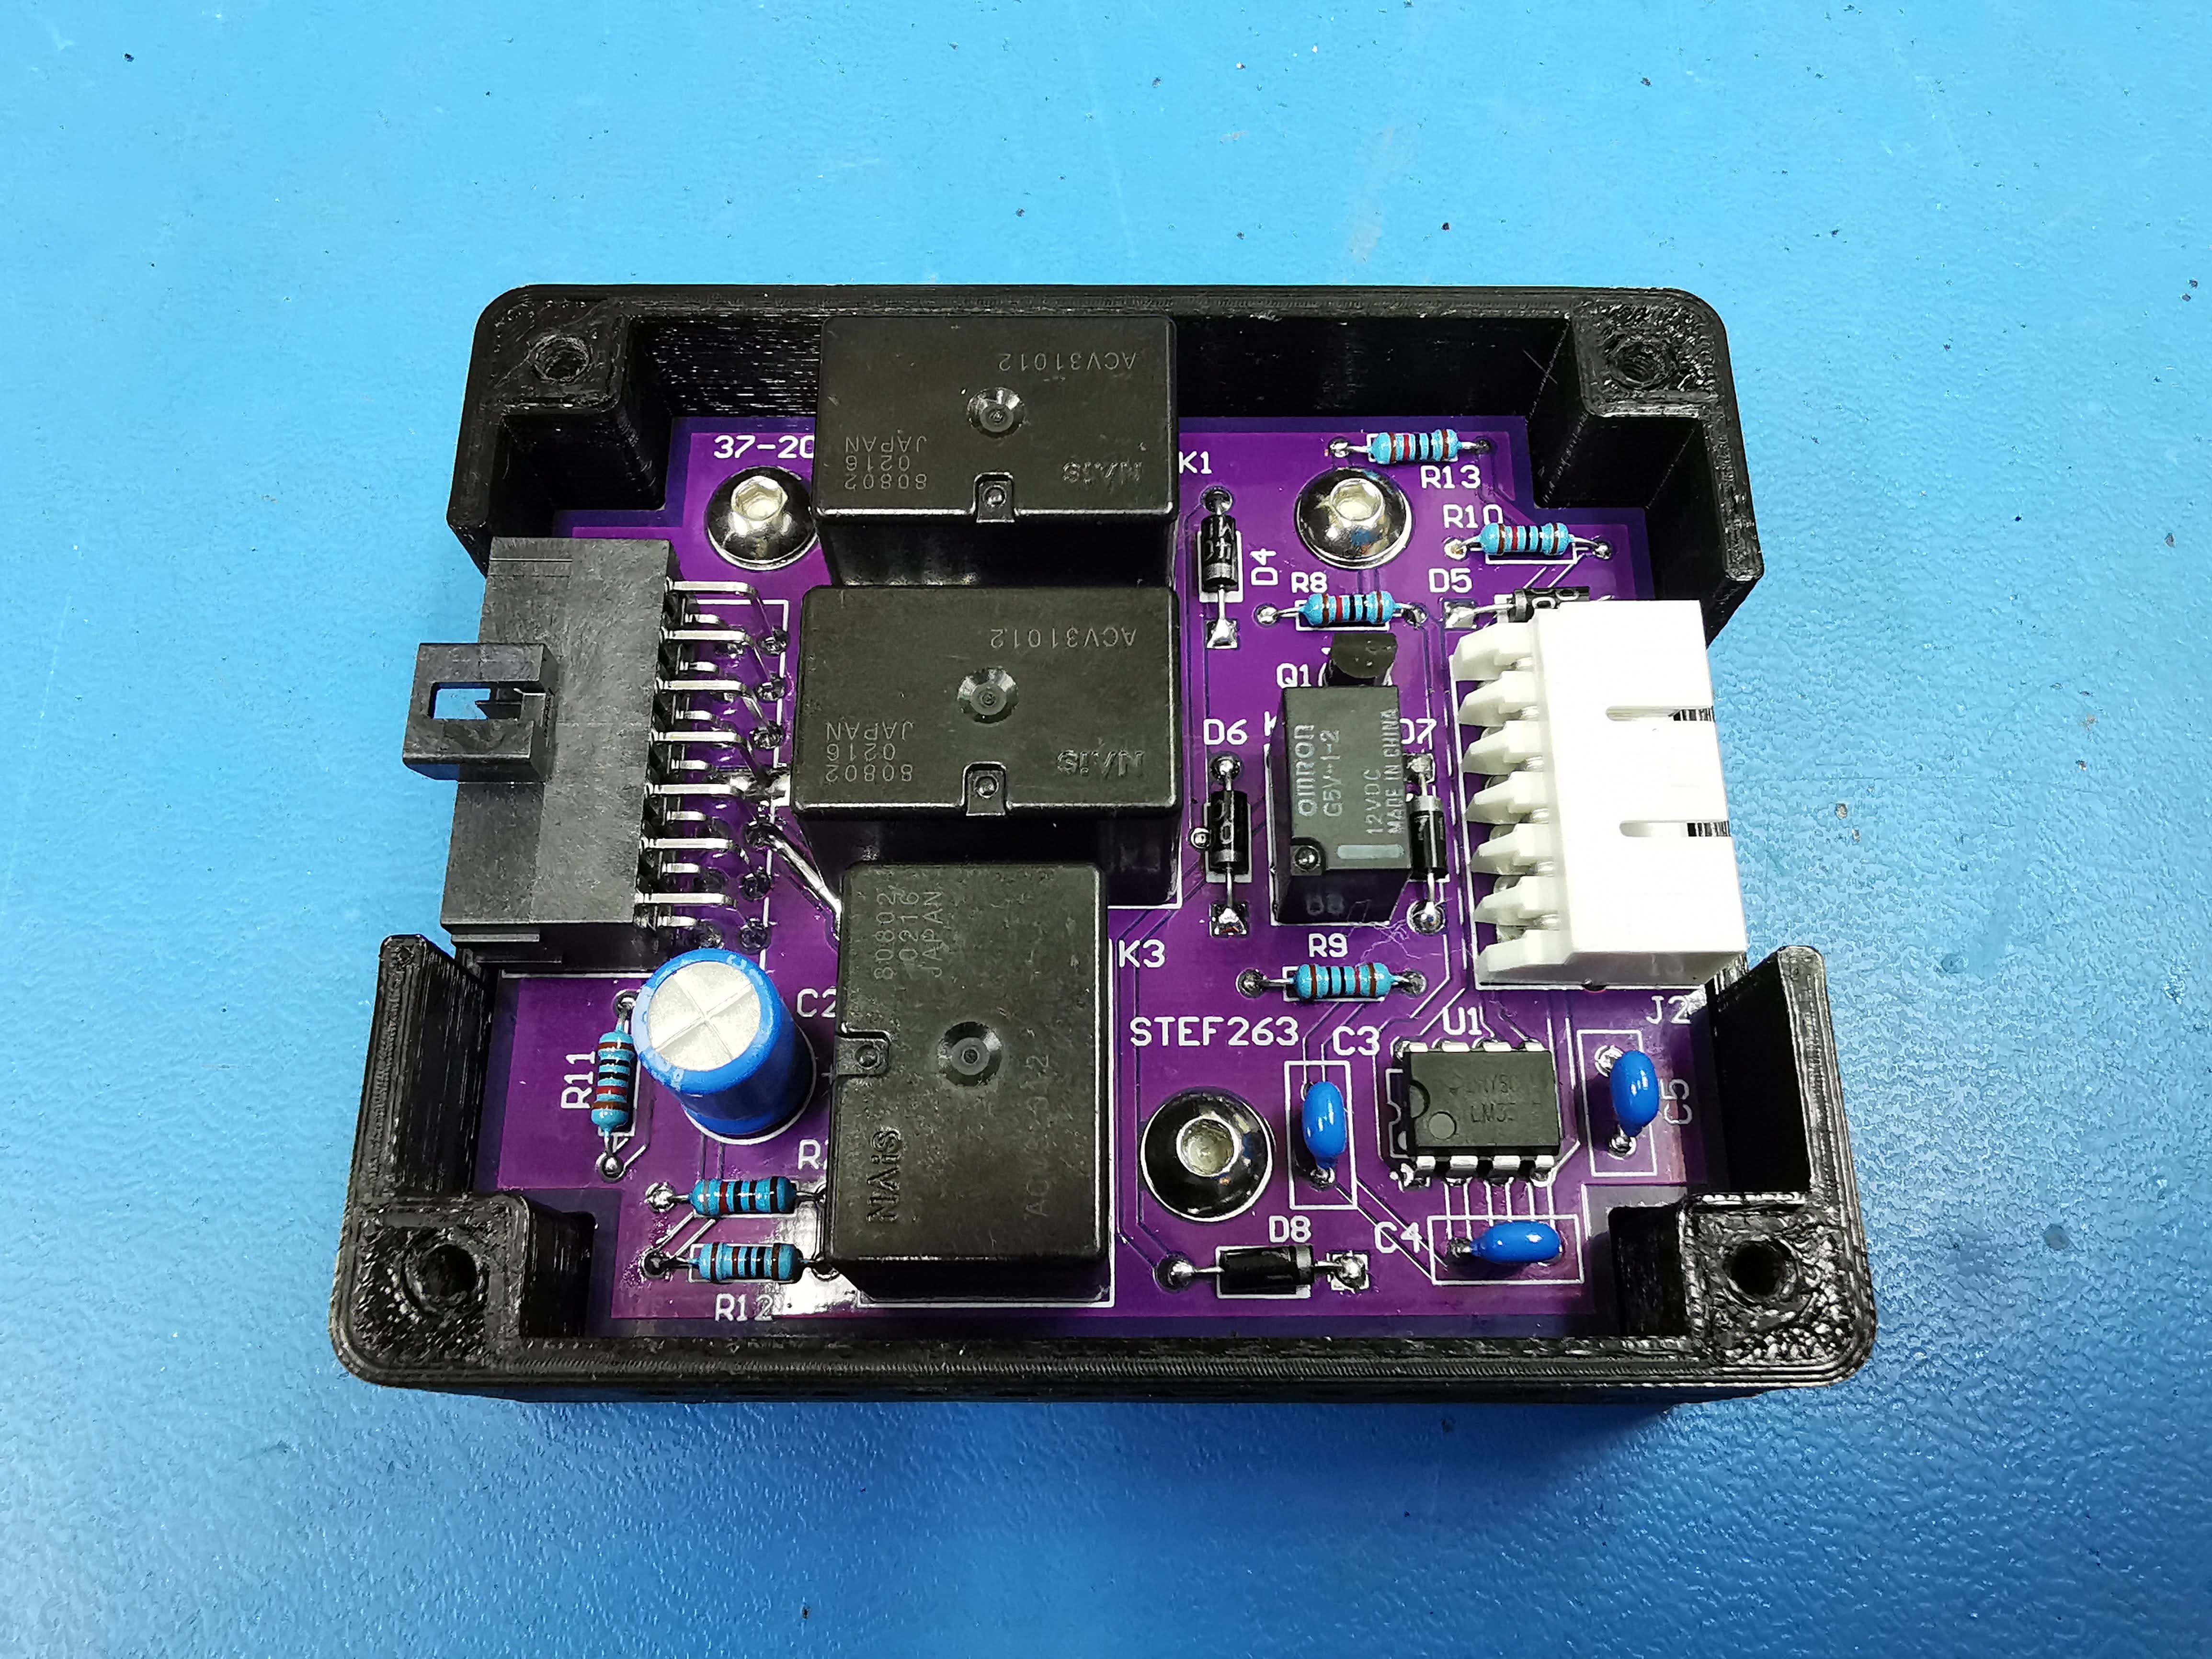 37-20
ACV31012
NAiS
80802
0216
JAPAN
K1
R13
R10
D4
R8
D5
ACV31012
NAiS
80802
0216
JAPAN
Q1
D6
K
D7
OMRON
G5V-1-2
12VDC
MADE IN CHINA
80802
0216
JAPAN
NAiS
K3
R9
C2
STEF263
C3
U1
J2
R11
C5
D8
C4
R12